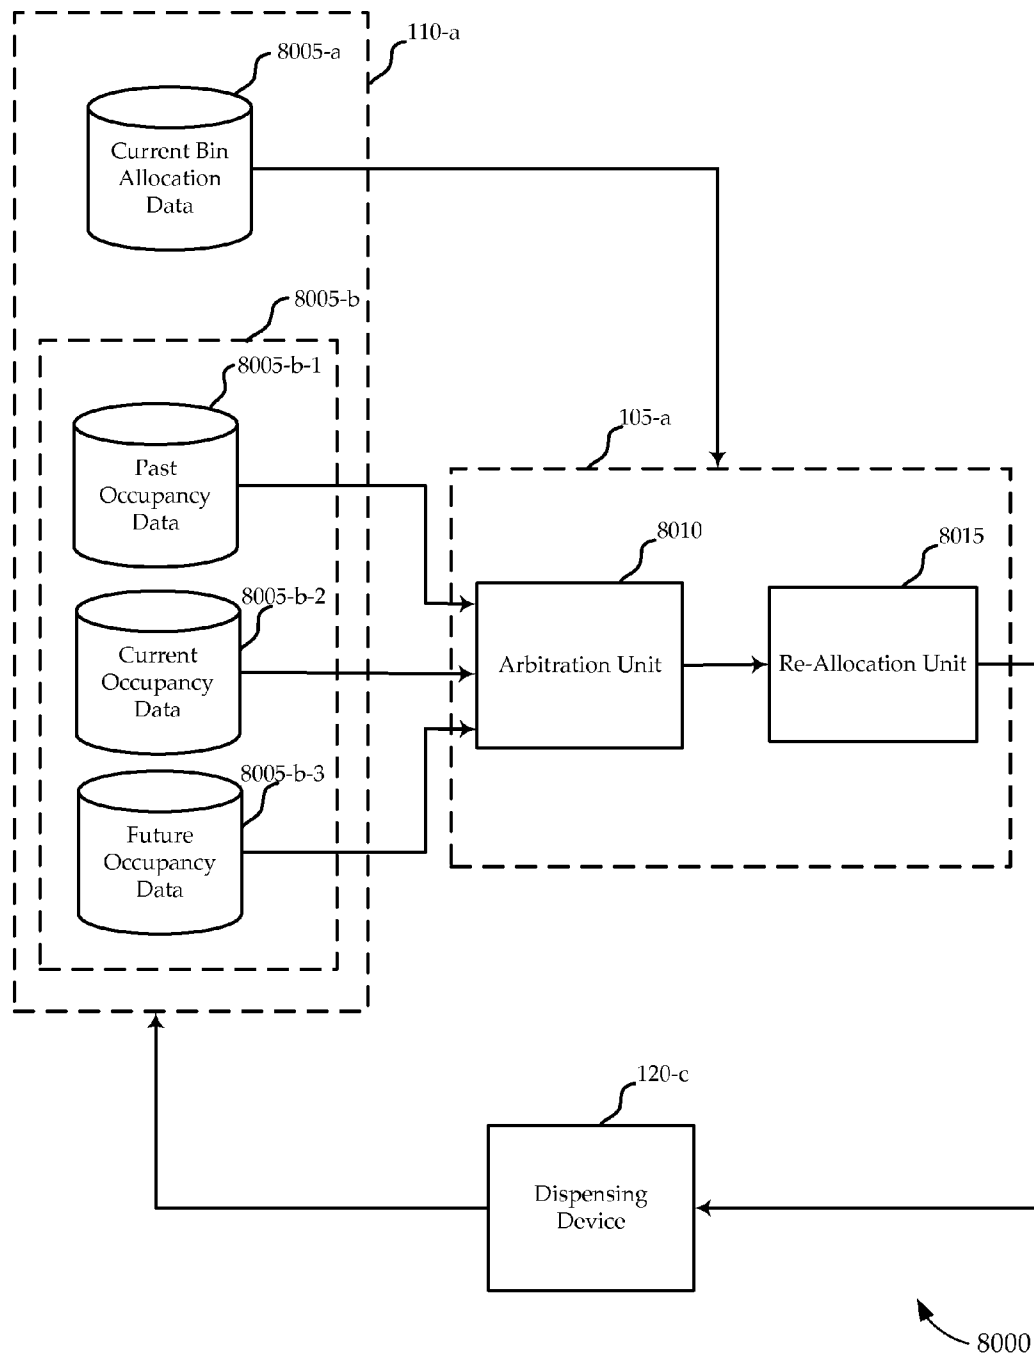 110-a
8005-a
Current Bin
Allocation
Data
8005-b
8005-b-1
Past
Occupancy
Data
105-a
8010
8015
8005-b-2
Current
Occupancy
Data
Arbitration Unit
Re-Allocation Unit
8005-b-3
Future
Occupancy
Data
120-c
Dispensing
Device
8000